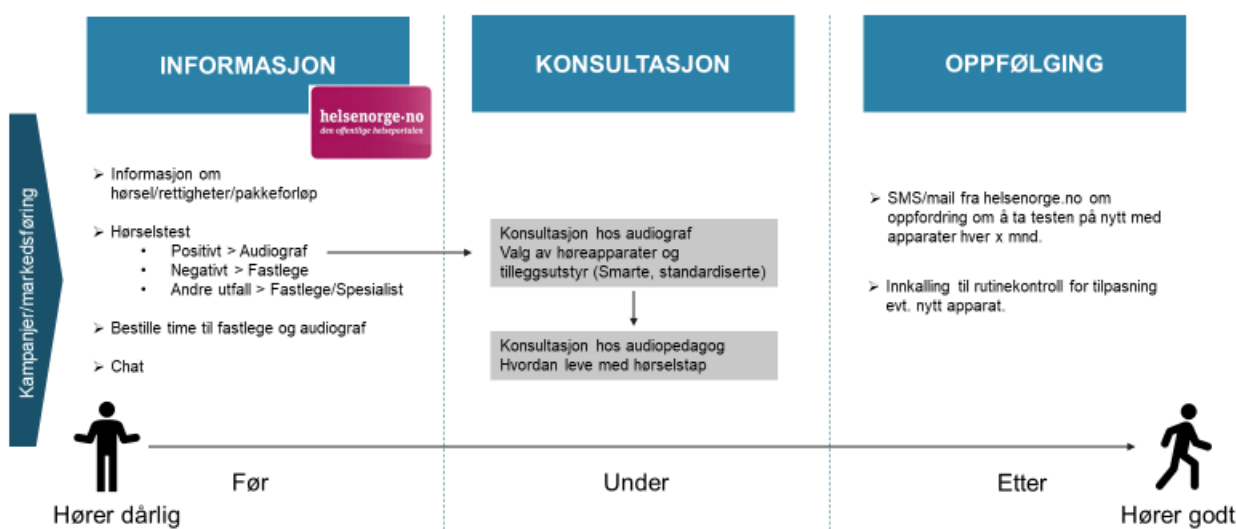 INFORMASJON
KONSULTASJON
OPPFØLGING
helsenorge.no
den offentlige helseportalen
Kampanjer/markedsføring
➢ Informasjon om
hørsel/rettigheter/pakkeforløp
➢ Hørselstest
• Positivt > Audiograf
• Negativt > Fastlege
• Andre utfall > Fastlege/Spesialist
➢ Bestille time til fastlege og audiograf
➢ Chat
Konsultasjon hos audiograf
Valg av høreapparater og
tilleggsutstyr (Smarte, standardiserte)
Konsultasjon hos audiopedagog
Hvordan leve med hørselstap
➢ SMS/mail fra helsenorge.no om
oppfordring om å ta testen på nytt med
apparater hver x mnd.
➢ Innkalling til rutinekontroll for tilpasning
evt. nytt apparat.
Før
Under
Etter
Hører dårlig
Hører godt